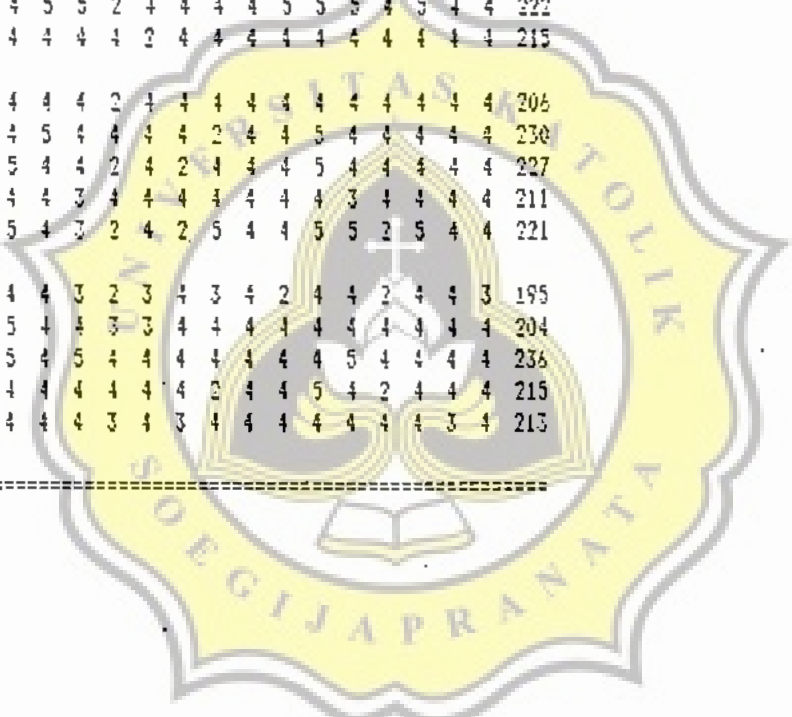 4 5 5 2 4 4 4 4 5 5 5 4 5 4 4 222
4 4 4 4 2 4 4 4 4 4 4 4 4 4 4 215
4 4 4 2 4 4 4 4 4 4 4 4 4 4 4 206
4 5 4 4 4 4 2 4 4 5 4 4 4 4 4 230
5 4 4 2 4 2 4 4 4 5 4 4 4 4 4 227
4 4 3 4 4 4 4 4 4 4 3 4 4 4 4 211
5 4 3 2 4 2 5 4 4 5 5 2 5 4 4 221
4 4 3 2 3 4 3 4 2 4 4 2 4 4 3 195
5 4 4 3 3 4 4 4 4 4 4 4 4 4 4 204
5 4 5 4 4 4 4 4 4 4 5 4 4 4 4 236
4 4 4 4 4 4 2 4 4 5 4 2 4 4 4 215
4 4 4 3 4 3 4 4 4 4 4 4 4 3 4 213
UNIVERSITAS KATOLIK
SOEGIJAPRANATA